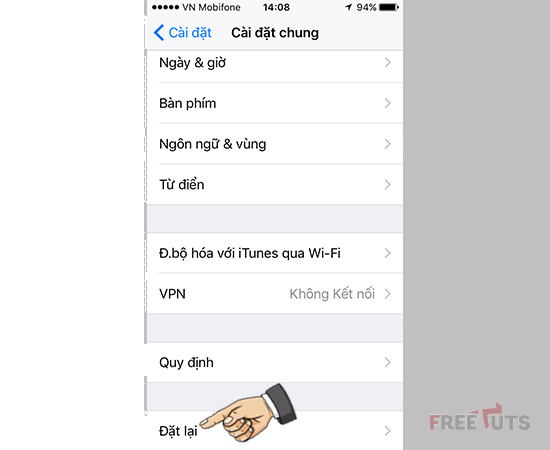 VN Mobifone 14:08 94%
Cài đặt Cài đặt chung
Ngày & giờ
Bàn phím
Ngôn ngữ & vùng
Từ điển
Đ.bộ hóa với iTunes qua Wi-Fi
VPN Không Kết nối
Quy định
Đặt lại
FREETUTS